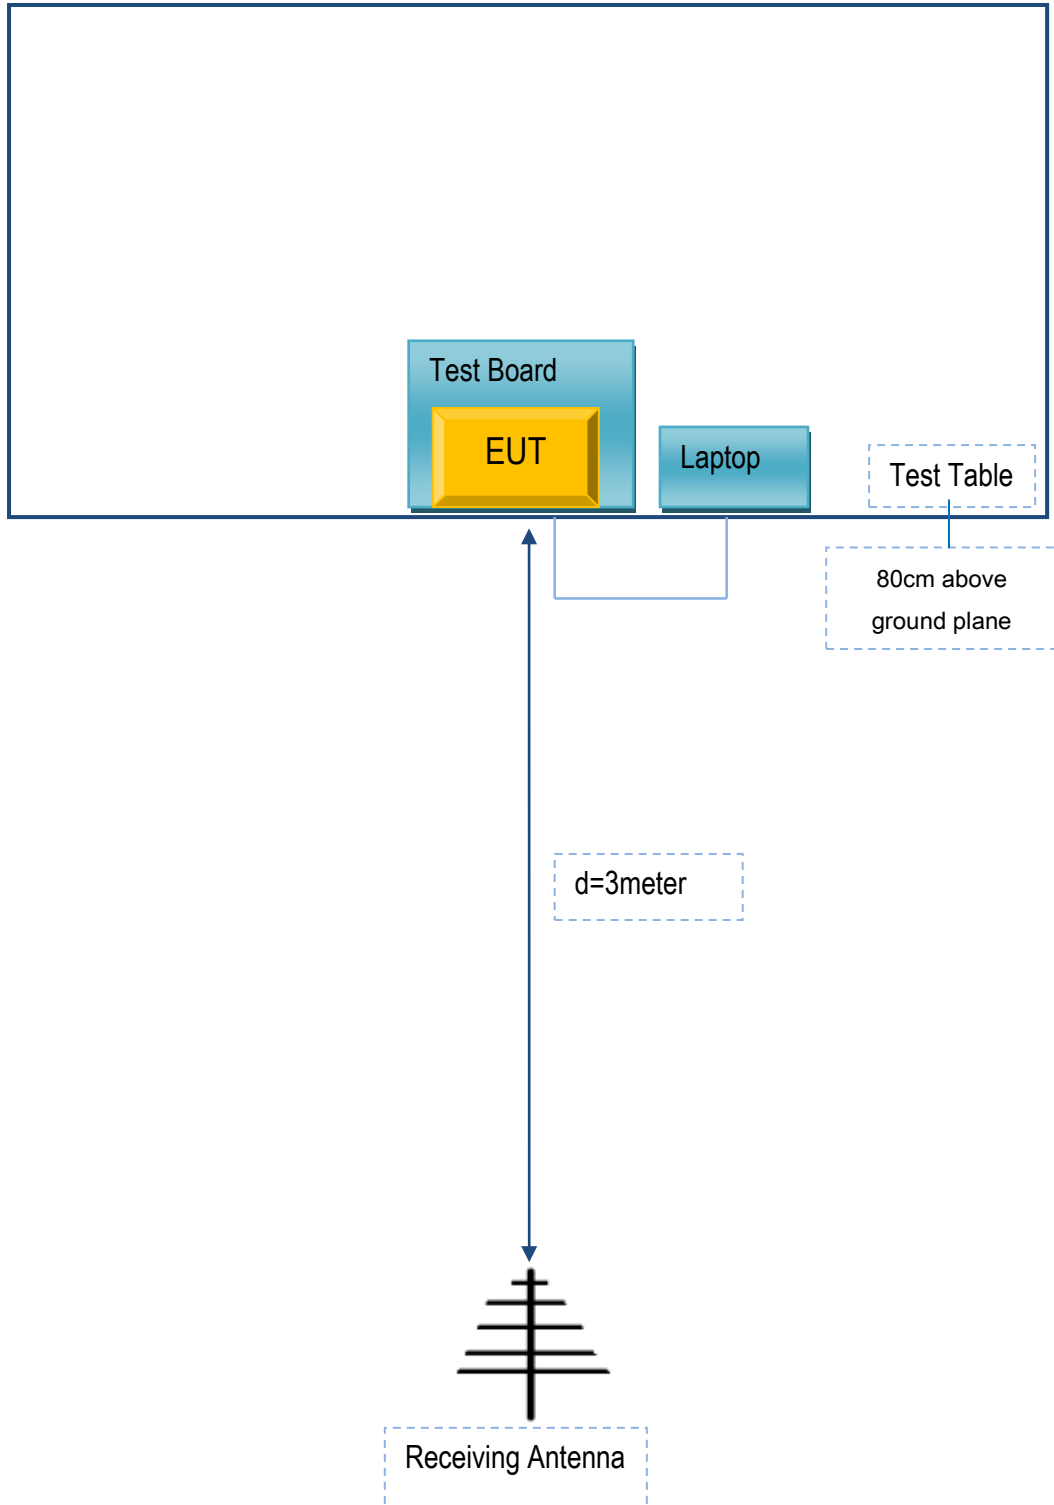 Test Board
EUT
Laptop
Test Table
80cm above
ground plane
d=3meter
Receiving Antenna